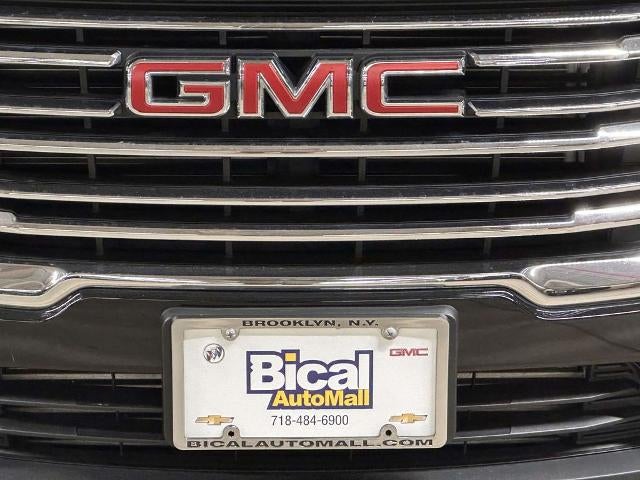 GMC
BROOKLYN, N.Y.
GMC
Bical
AutoMall
718-484-6900
BICALAUTOMALL.COM